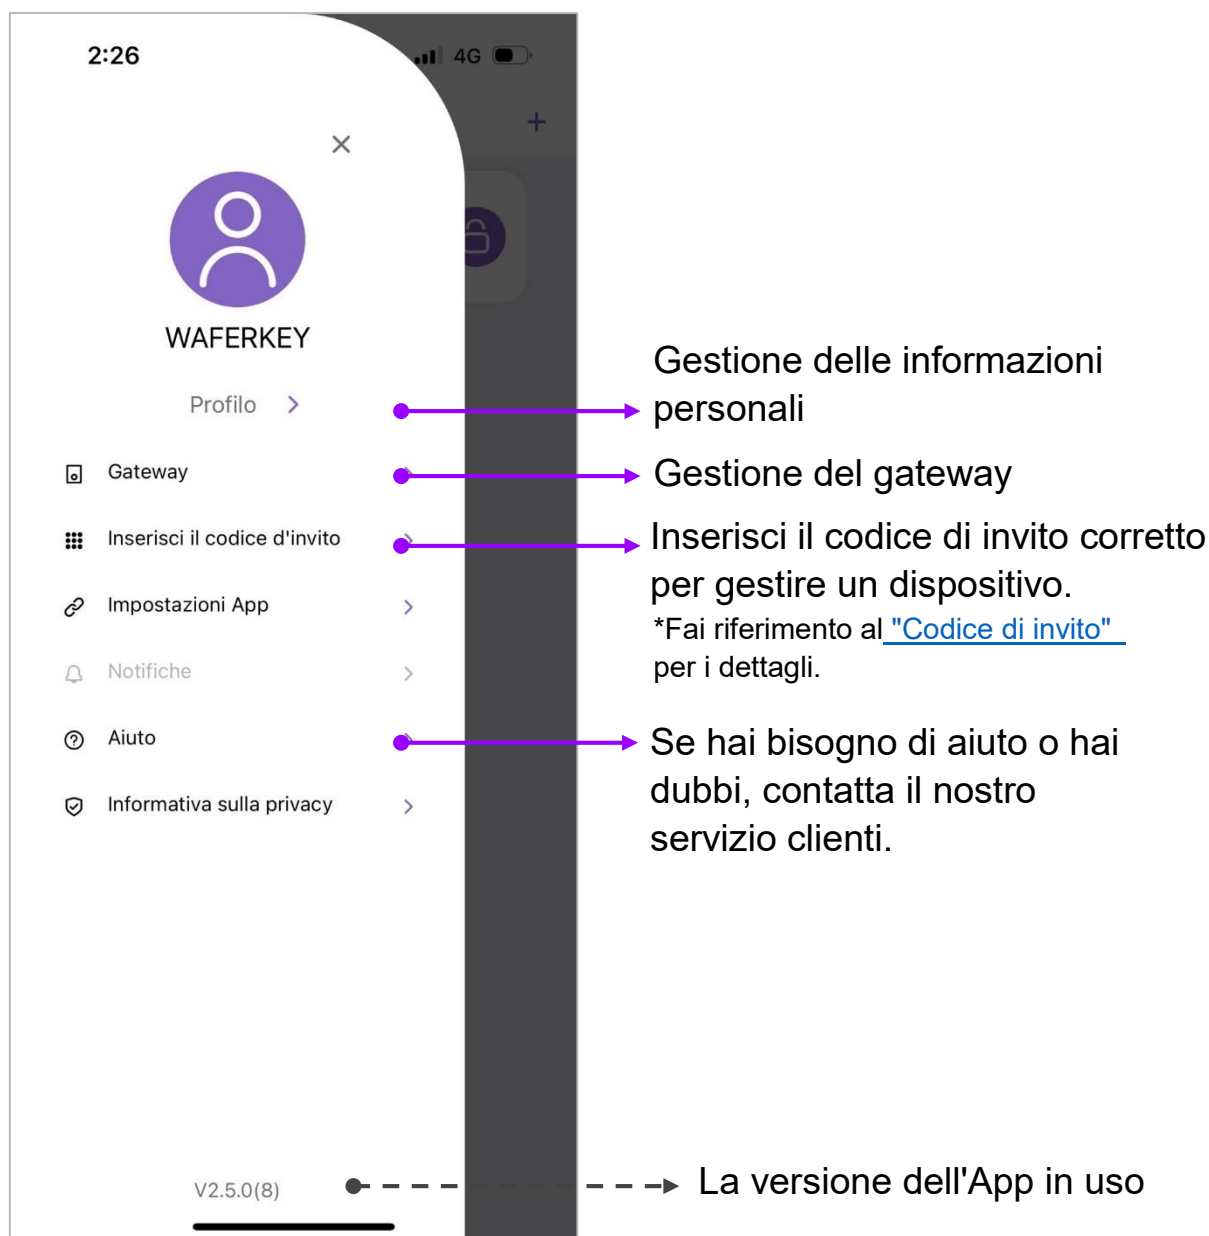 2:26
4G
WAFERKEY
Profilo
Gateway
Inserisci il codice d'invito
Impostazioni App
Notifiche
Aiuto
Informativa sulla privacy
V2.5.0(8)
Gestione delle informazioni
personali
Gestione del gateway
Inserisci il codice di invito corretto
per gestire un dispositivo.
*Fai riferimento al "Codice di invito"
per i dettagli.
Se hai bisogno di aiuto o hai
dubbi, contatta il nostro
servizio clienti.
La versione dell'App in uso